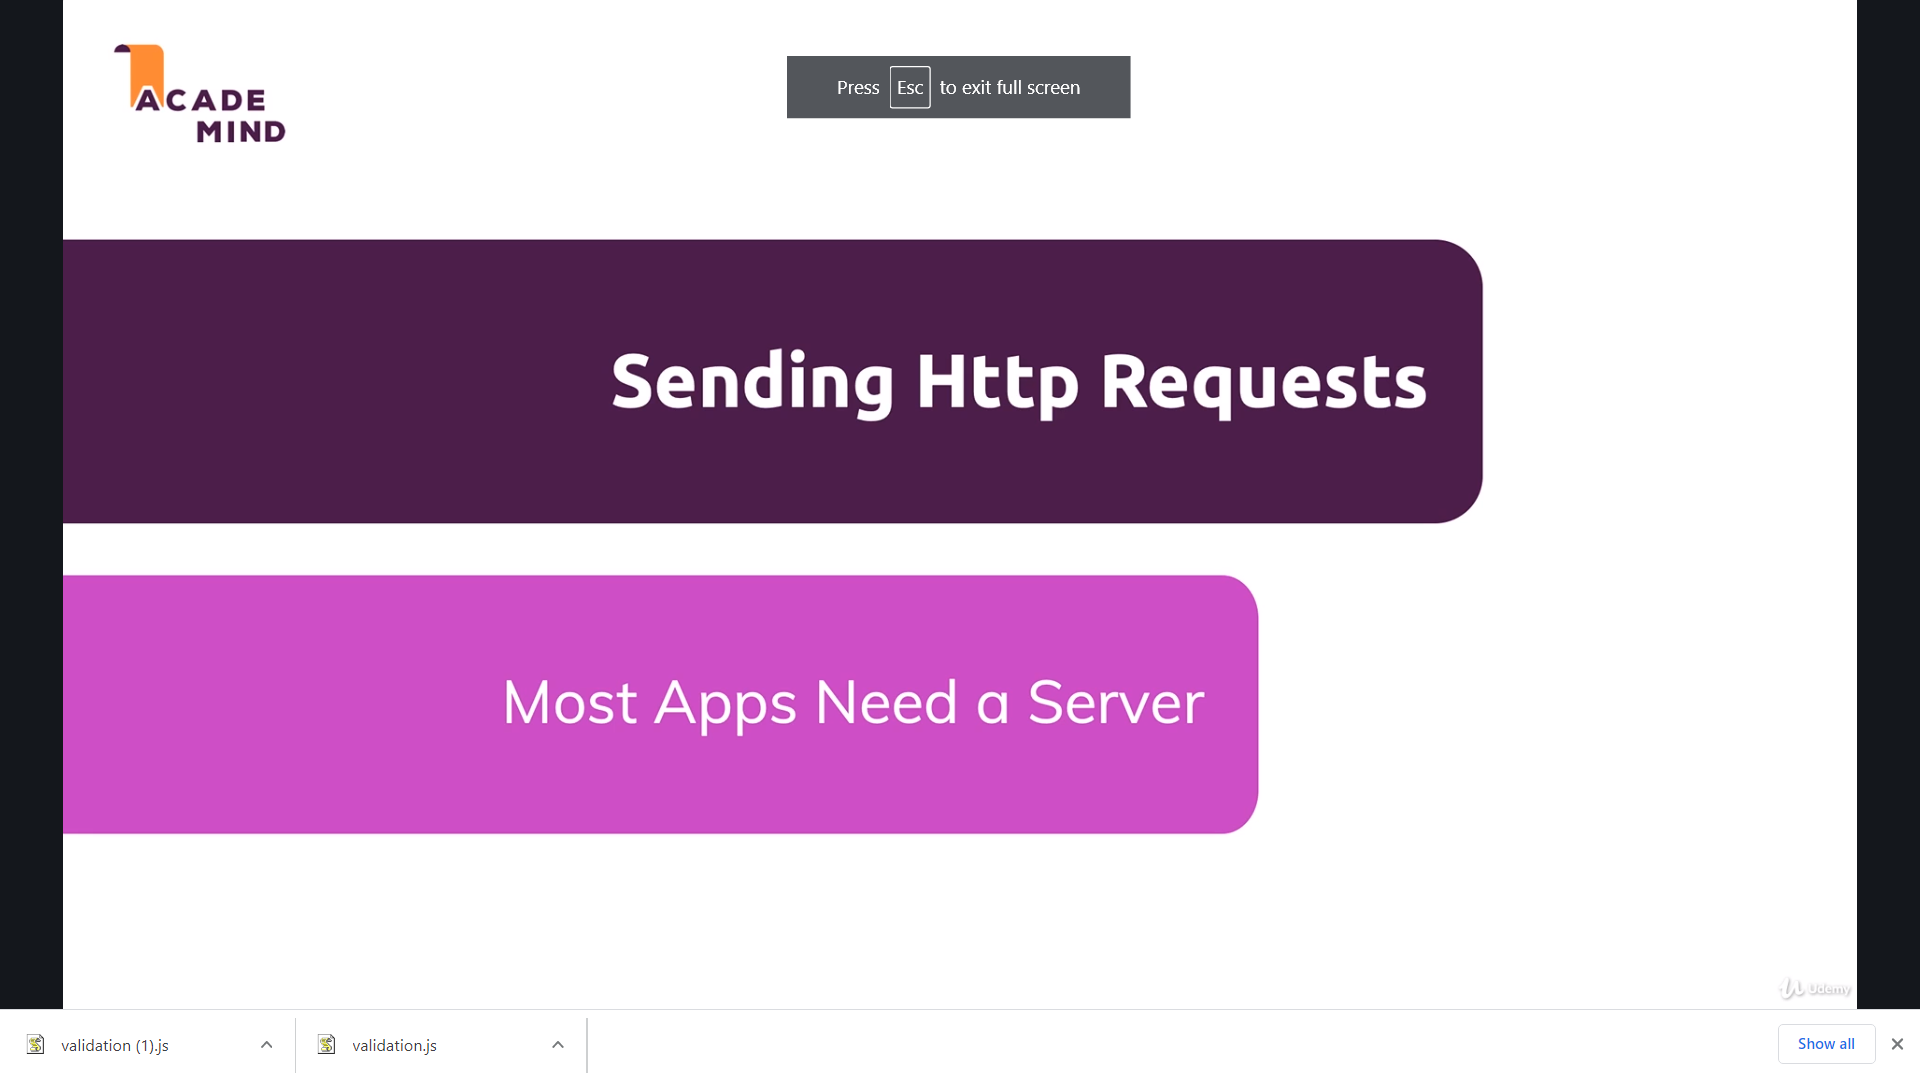 ACADE
MIND
Press Esc to exit full screen
Sending Http Requests
Most Apps Need a Server
Udemy
validation (1).js
validation.js
Show all